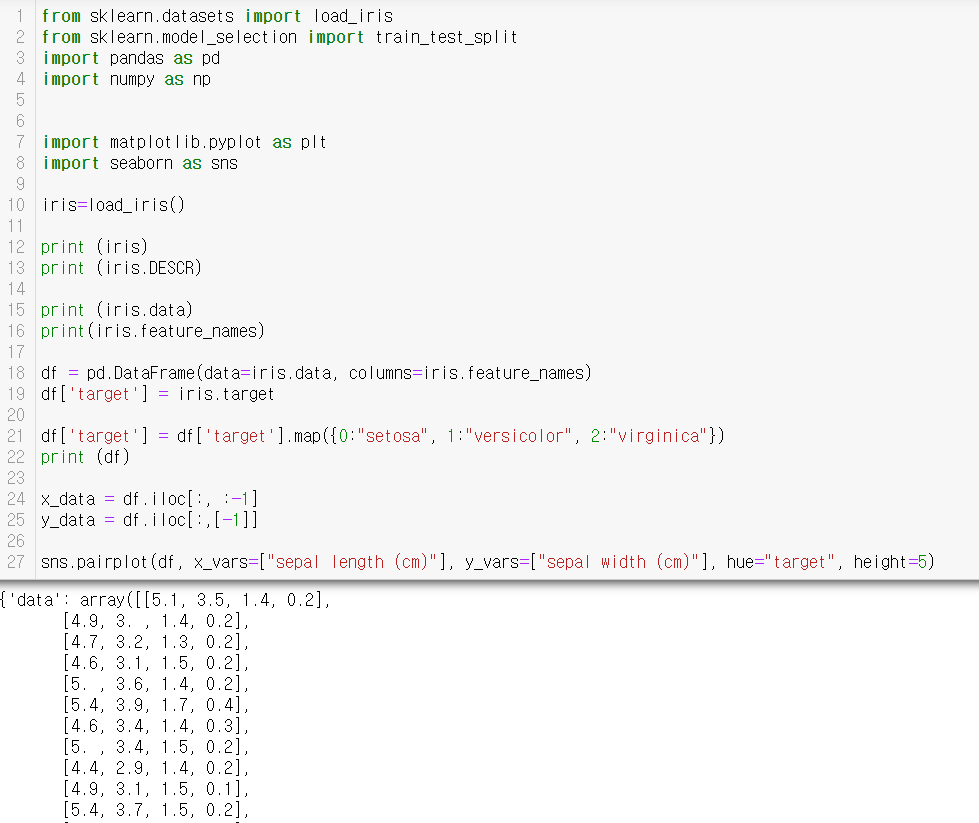 1 from sklearn.datasets import load_iris
2 from sklearn.model_selection import train_test_split
3 import pandas as pd
4 import numpy as np
5
6
7 import matplotlib.pyplot as plt
8 import seaborn as sns
9
10 iris=load_iris()
11
12 print (iris)
13 print (iris.DESCR)
14
15 print (iris.data)
16 print(iris.feature_names)
17
18 df = pd.DataFrame(data=iris.data, columns=iris.feature_names)
19 df['target'] = iris.target
20
21 df['target'] = df['target'].map({0:"setosa", 1:"versicolor", 2:"virginica"})
22 print (df)
23
24 x_data = df.iloc[:, :-1]
25 y_data = df.iloc[:,[-1]]
26
27 sns.pairplot(df, x_vars=["sepal length (cm)"], y_vars=["sepal width (cm)"], hue="target", height=5)
{'data': array([[5.1, 3.5, 1.4, 0.2],
[4.9, 3. , 1.4, 0.2],
[4.7, 3.2, 1.3, 0.2],
[4.6, 3.1, 1.5, 0.2],
[5. , 3.6, 1.4, 0.2],
[5.4, 3.9, 1.7, 0.4],
[4.6, 3.4, 1.4, 0.3],
[5. , 3.4, 1.5, 0.2],
[4.4, 2.9, 1.4, 0.2],
[4.9, 3.1, 1.5, 0.1],
[5.4, 3.7, 1.5, 0.2],